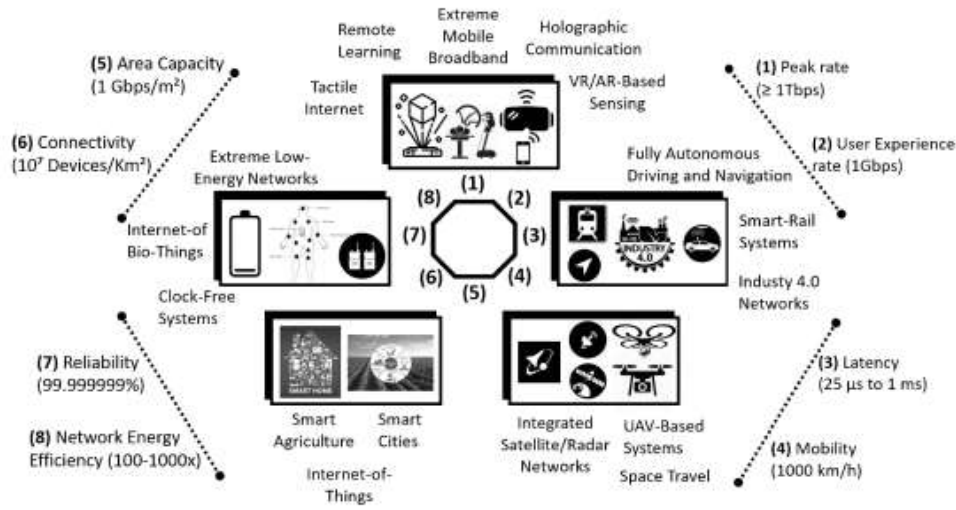 Remote
Learning
Extreme
Mobile
Broadband
Holographic
Communication
Tactile
Internet
VR/AR-Based
Sensing
(5) Area Capacity
(1 Gbps/m²)
(1) Peak rate
(≥ 1Tbps)
(6) Connectivity
(10⁷ Devices/Km²)
(2) User Experience
rate (1Gbps)
Extreme Low-
Energy Networks
Fully Autonomous
Driving and Navigation
Internet-of
Bio-Things
Clock-Free
Systems
(1)
(8)
(2)
(7)
(3)
(6)
(4)
(5)
INDUSTRY
4.0
Smart-Rail
Systems
Industy 4.0
Networks
(7) Reliability
(99.999999%)
(3) Latency
(25 µs to 1 ms)
SMART HOME
(8) Network Energy
Efficiency (100-1000x)
(4) Mobility
(1000 km/h)
Smart
Agriculture
Smart
Cities
Internet-of-
Things
Integrated
Satellite/Radar
Networks
UAV-Based
Systems
Space Travel